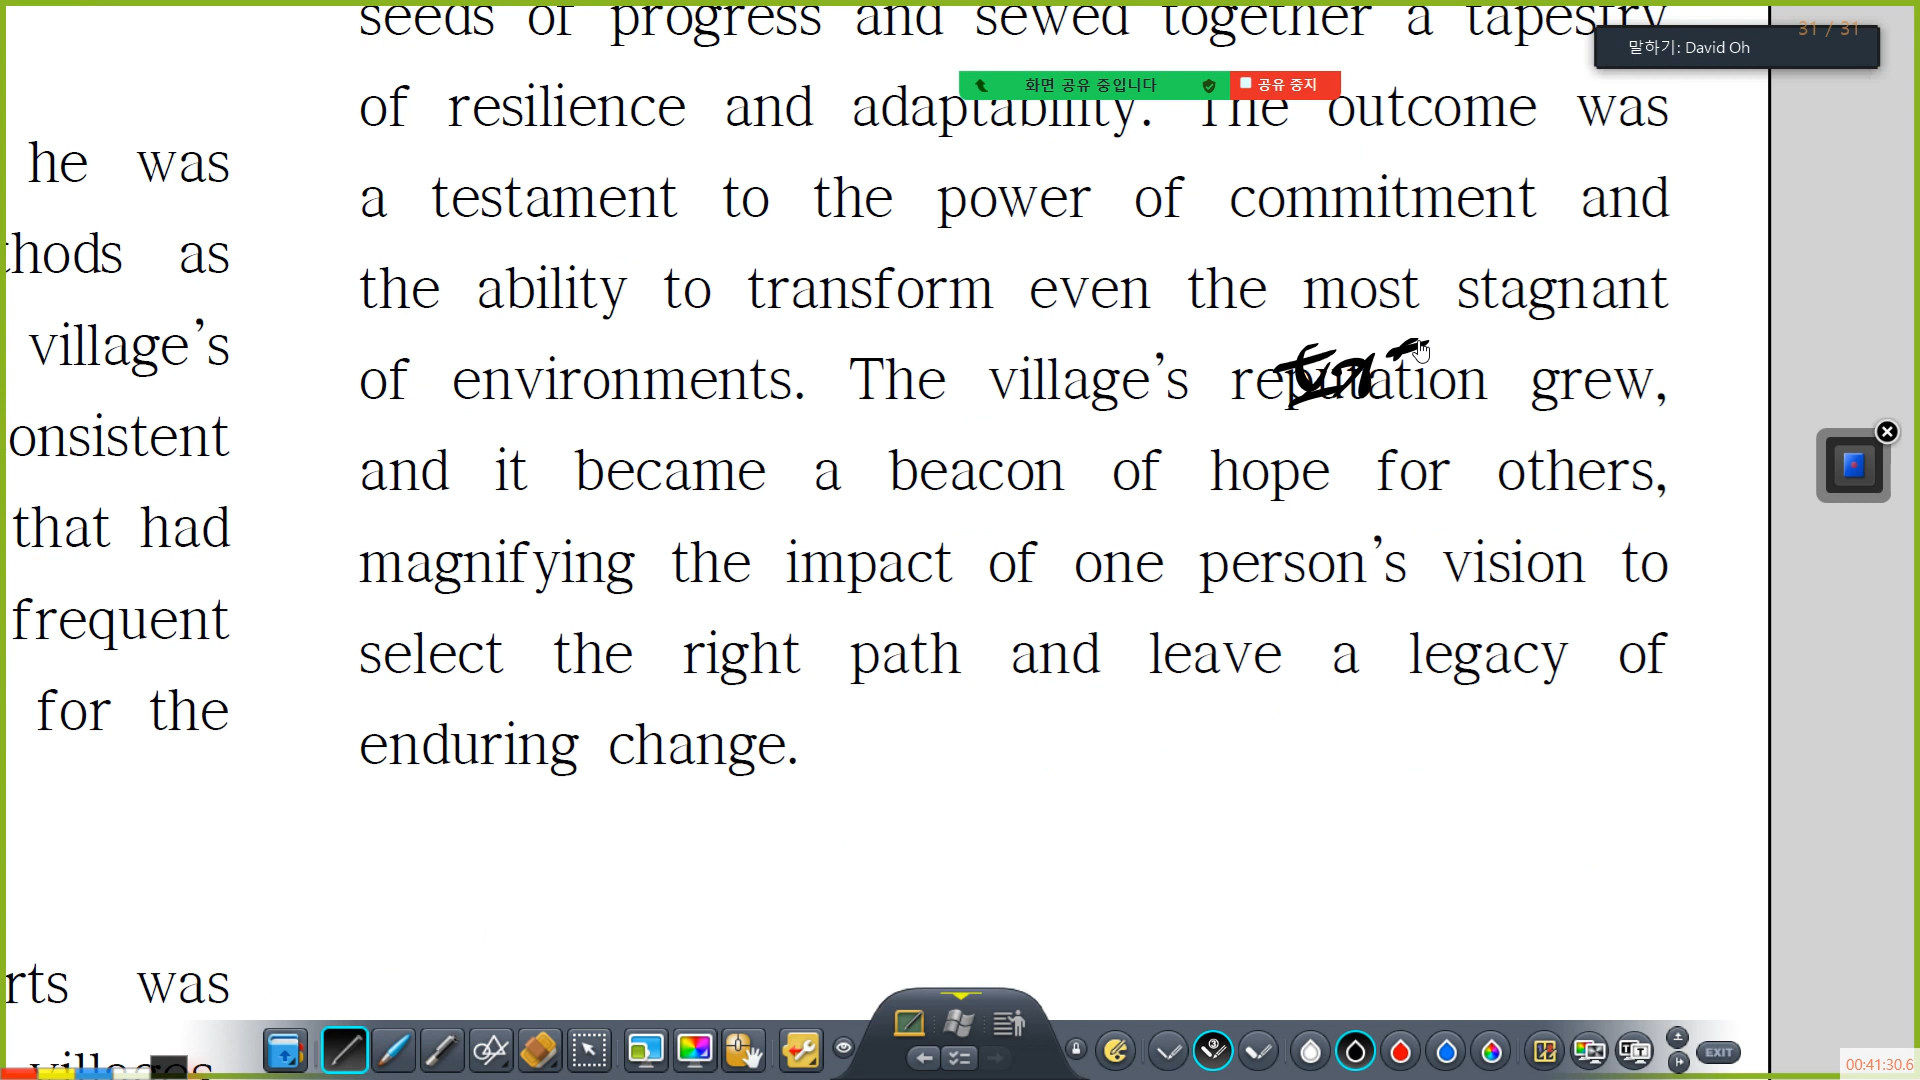 seeds of progress and sewed together a tapestry
of resilience and adaptability. The outcome was
a testament to the power of commitment and
the ability to transform even the most stagnant
of environments. The village's reputation grew,
and it became a beacon of hope for others,
magnifying the impact of one person's vision to
select the right path and leave a legacy of
enduring change.
he was
thods as
village's
onsistent
that had
frequent
for the
rts was
villages
31 / 31
말하기: David Oh
화면 공유 중입니다
공유 중지
EXIT
00:41:30.6